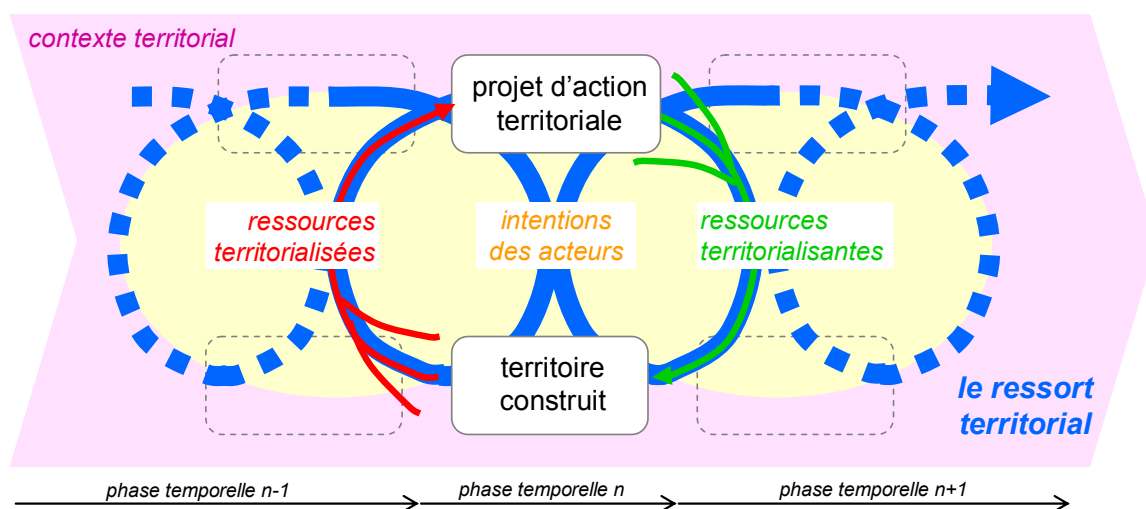 contexte territorial
projet d'action
territoriale
ressources
territorialisées
intentions
des acteurs
ressources
territorialisantes
territoire
construit
le ressort
territorial
phase temporelle n-1
phase temporelle n
phase temporelle n+1